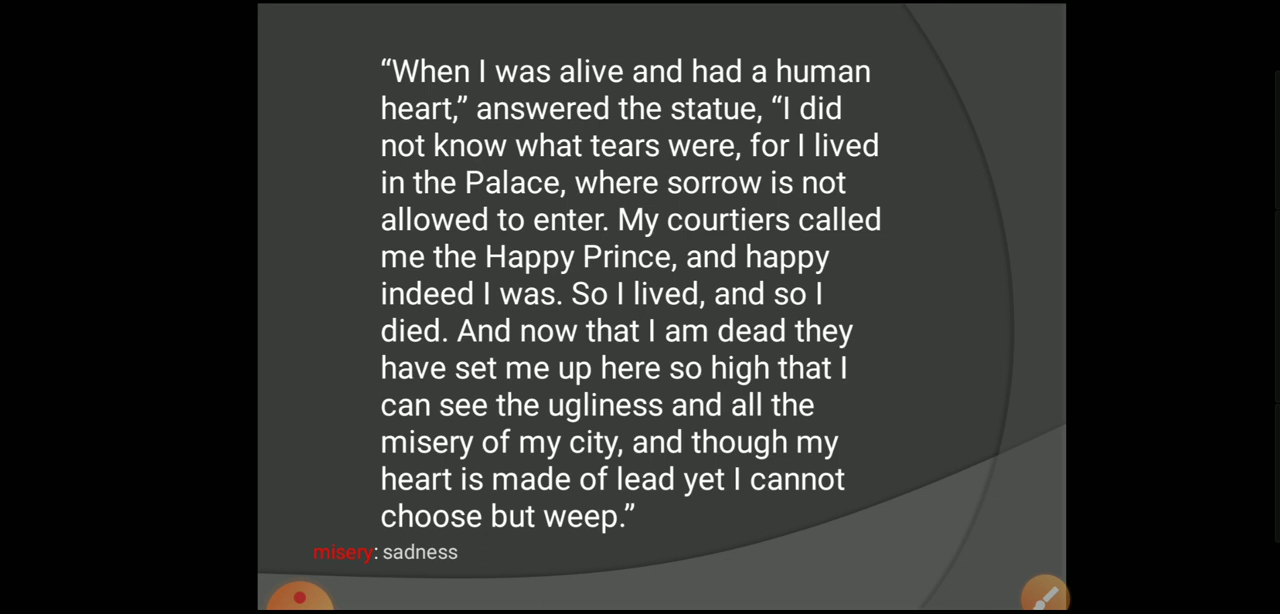 “When I was alive and had a human
heart,” answered the statue, “I did
not know what tears were, for I lived
in the Palace, where sorrow is not
allowed to enter. My courtiers called
me the Happy Prince, and happy
indeed I was. So I lived, and so I
died. And now that I am dead they
have set me up here so high that I
can see the ugliness and all the
misery of my city, and though my
heart is made of lead yet I cannot
choose but weep.”
misery: sadness